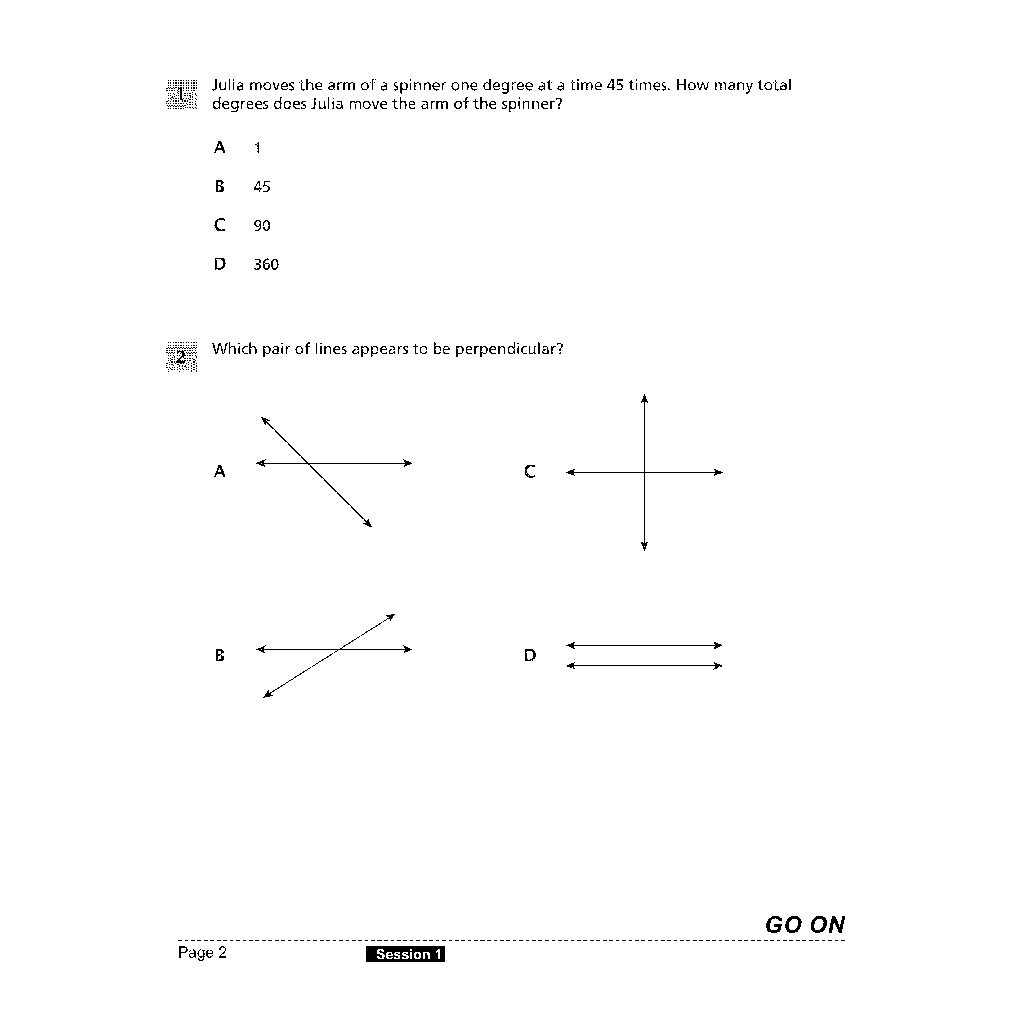 1 Julia moves the arm of a spinner one degree at a time 45 times. How many total
degrees does Julia move the arm of the spinner?
A 1
B 45
C 90
D 360
2 Which pair of lines appears to be perpendicular?
A
C
B
D
GO ON
Page 2 Session 1